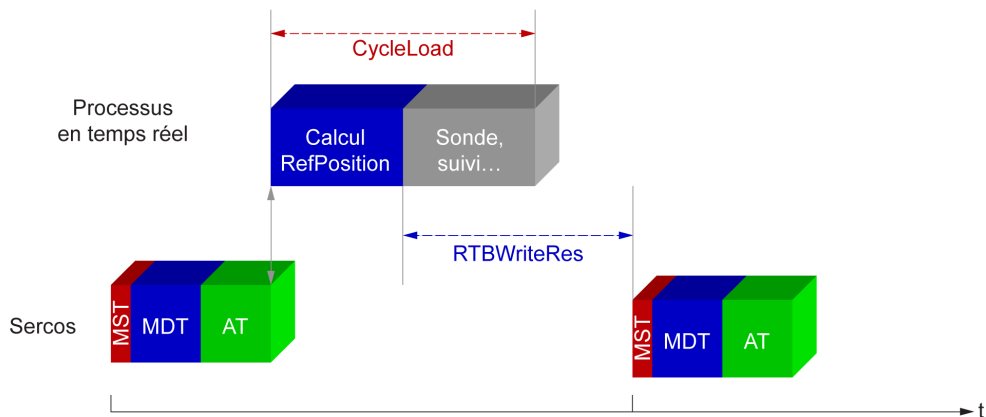 CycleLoad
Processus
en temps réel
Calcul
RefPosition
Sonde,
suivi...
RTBWriteRes
Sercos
MST
MDT
AT
MST
MDT
AT
t